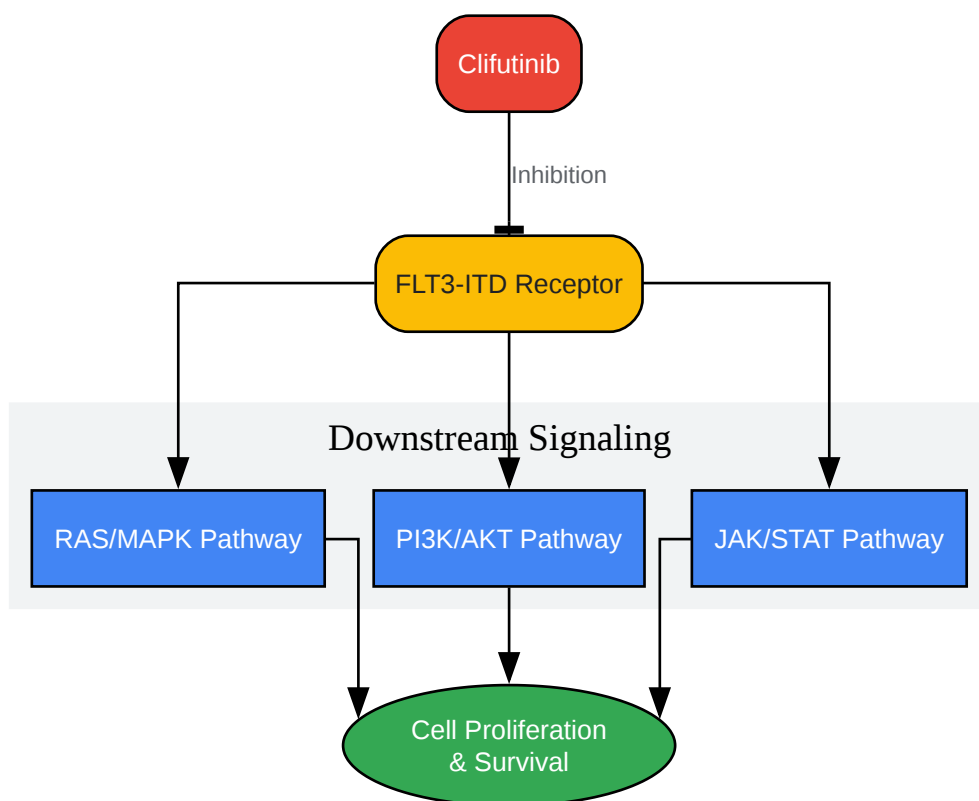 Clifutinib
Inhibition
FLT3-ITD Receptor
Downstream Signaling
RAS/MAPK Pathway
PI3K/AKT Pathway
JAK/STAT Pathway
Cell Proliferation
& Survival